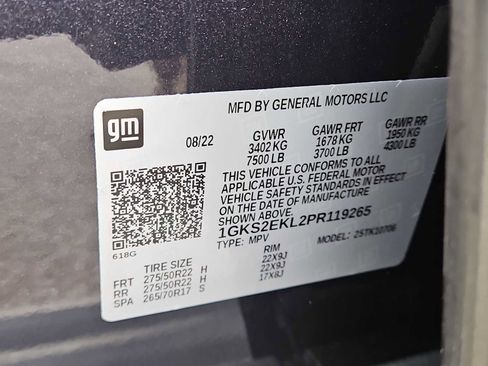 gm
MFD BY GENERAL MOTORS LLC
08/22 GVWR GAWR FRT GAWR RR
3402 KG 1678 KG 1950 KG
7500 LB 3700 LB 4300 LB
THIS VEHICLE CONFORMS TO ALL
APPLICABLE U.S. FEDERAL MOTOR
VEHICLE SAFETY STANDARDS IN
EFFECT ON THE DATE OF MANUFACTURE
SHOWN ABOVE.
1GKS2EKL2PR119265
TYPE: MPV MODEL: 2STK10706
618G
TIRE SIZE RIM
FRT 275/50R22 H 22X9J
RR 275/50R22 H 22X9J
SPA 265/70R17 S 17X8J